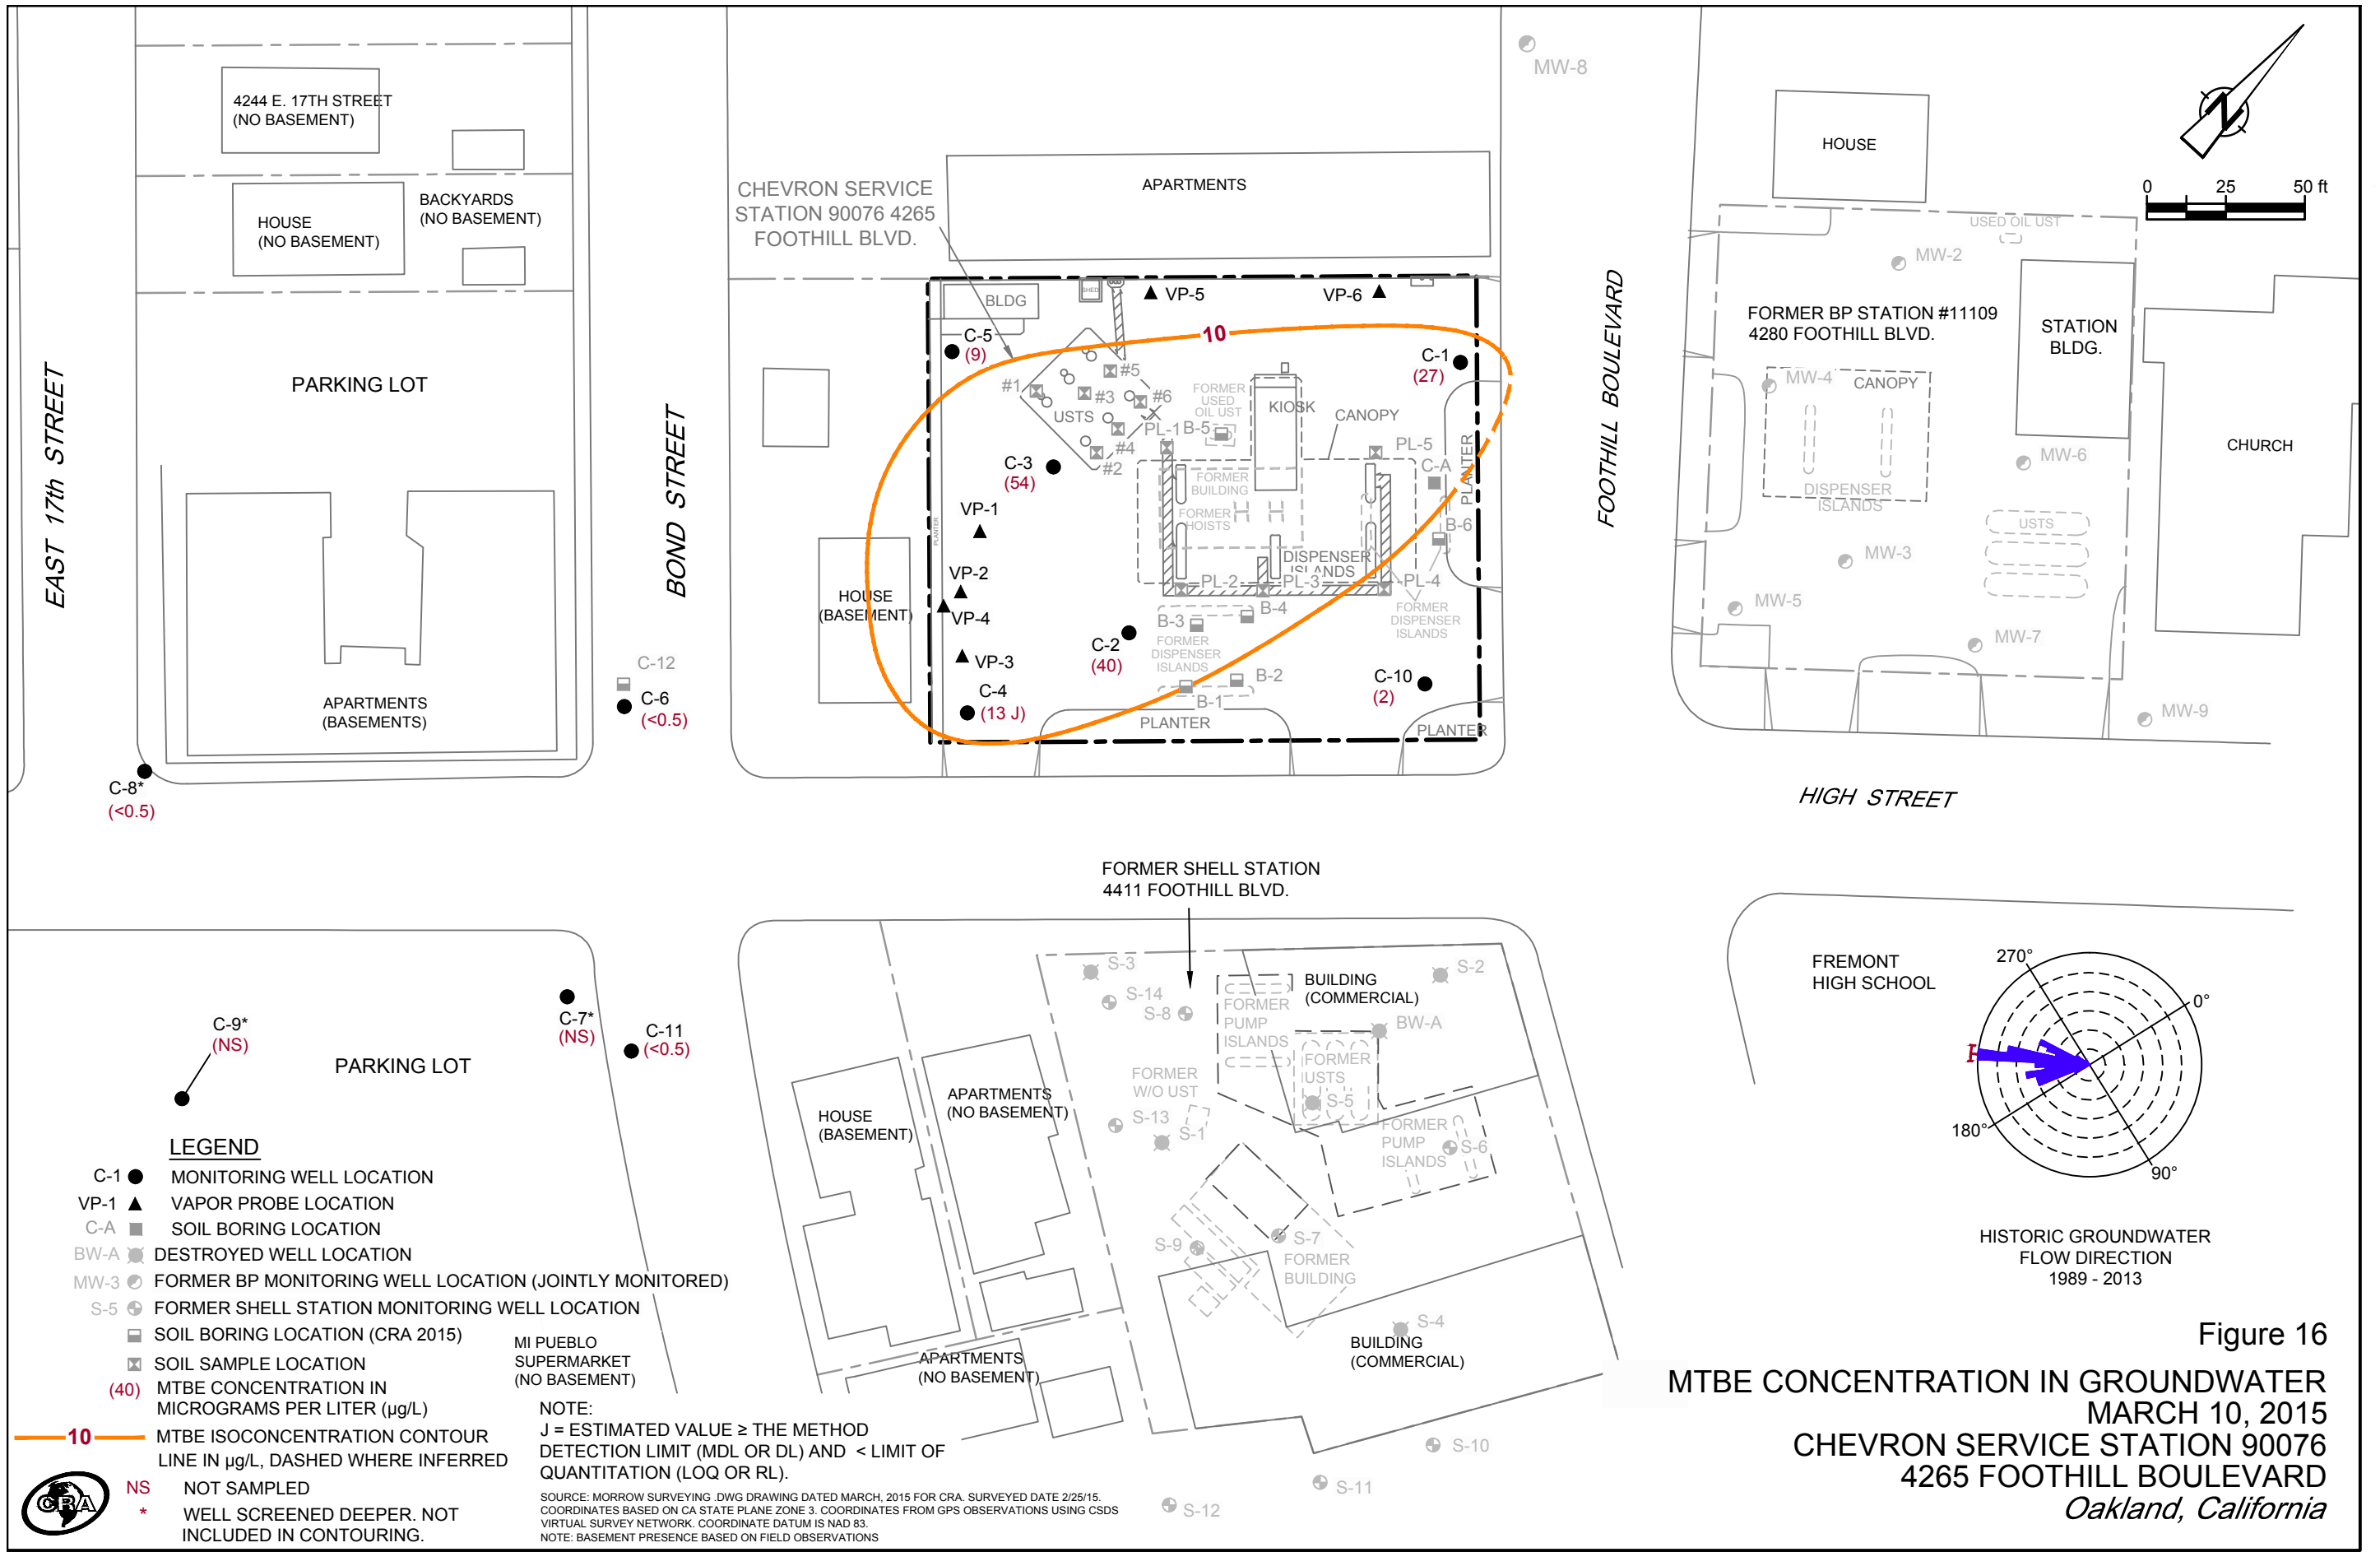 MW-8
4244 E. 17TH STREET
(NO BASEMENT)
HOUSE
(NO BASEMENT)
BACKYARDS
(NO BASEMENT)
PARKING LOT
EAST 17th STREET
APARTMENTS
(BASEMENTS)
C-8*
(<0.5)
BOND STREET
C-12
C-6
(<0.5)
CHEVRON SERVICE
STATION 90076 4265
FOOTHILL BLVD.
APARTMENTS
HOUSE
(BASEMENT)
BLDG
SHED
VP-5
VP-6
10
C-5
(9)
C-1
(27)
#1
#5
#3
#6
USTS
#4
#2
FORMER
USED
OIL UST
KIOSK
CANOPY
PL-1
B-5
PL-5
C-A
PLANTER
C-3
(54)
FORMER
BUILDING
FORMER
HOISTS
VP-1
PLANTER
B-6
DISPENSER
ISLANDS
VP-2
VP-4
PL-2
PL-3
PL-4
B-4
B-3
FORMER
DISPENSER
ISLANDS
FORMER
DISPENSER
ISLANDS
C-2
(40)
VP-3
C-4
(13 J)
B-2
B-1
C-10
(2)
PLANTER
PLANTER
FOOTHILL BOULEVARD
HOUSE
N
0 25 50 ft
USED OIL UST
MW-2
FORMER BP STATION #11109
4280 FOOTHILL BLVD.
STATION
BLDG.
MW-4
CANOPY
CHURCH
MW-6
DISPENSER
ISLANDS
USTS
MW-3
MW-5
MW-7
MW-9
HIGH STREET
FORMER SHELL STATION
4411 FOOTHILL BLVD.
S-3
S-14
S-8
FORMER
PUMP
ISLANDS
BUILDING
(COMMERCIAL)
S-2
BW-A
FORMER
USTS
S-5
FORMER
W/O UST
S-13
S-1
FORMER
PUMP
ISLANDS
S-6
S-9
S-7
FORMER
BUILDING
S-4
BUILDING
(COMMERCIAL)
S-10
S-11
S-12
HOUSE
(BASEMENT)
APARTMENTS
(NO BASEMENT)
APARTMENTS
(NO BASEMENT)
C-9*
(NS)
PARKING LOT
C-7*
(NS)
C-11
(<0.5)
MI PUEBLO
SUPERMARKET
(NO BASEMENT)
FREMONT
HIGH SCHOOL
270°
0°
180°
90°
HISTORIC GROUNDWATER
FLOW DIRECTION
1989 - 2013
LEGEND
C-1 MONITORING WELL LOCATION
VP-1 VAPOR PROBE LOCATION
C-A SOIL BORING LOCATION
BW-A DESTROYED WELL LOCATION
MW-3 FORMER BP MONITORING WELL LOCATION (JOINTLY MONITORED)
S-5 FORMER SHELL STATION MONITORING WELL LOCATION
SOIL BORING LOCATION (CRA 2015)
SOIL SAMPLE LOCATION
(40) MTBE CONCENTRATION IN
MICROGRAMS PER LITER (µg/L)
10 MTBE ISOCONCENTRATION CONTOUR
LINE IN µg/L, DASHED WHERE INFERRED
NS NOT SAMPLED
* WELL SCREENED DEEPER. NOT
INCLUDED IN CONTOURING.
CRA
NOTE:
J = ESTIMATED VALUE ≥ THE METHOD
DETECTION LIMIT (MDL OR DL) AND < LIMIT OF
QUANTITATION (LOQ OR RL).
SOURCE: MORROW SURVEYING .DWG DRAWING DATED MARCH, 2015 FOR CRA. SURVEYED DATE 2/25/15.
COORDINATES BASED ON CA STATE PLANE ZONE 3. COORDINATES FROM GPS OBSERVATIONS USING CSDS
VIRTUAL SURVEY NETWORK. COORDINATE DATUM IS NAD 83.
NOTE: BASEMENT PRESENCE BASED ON FIELD OBSERVATIONS
Figure 16
MTBE CONCENTRATION IN GROUNDWATER
MARCH 10, 2015
CHEVRON SERVICE STATION 90076
4265 FOOTHILL BOULEVARD
Oakland, California